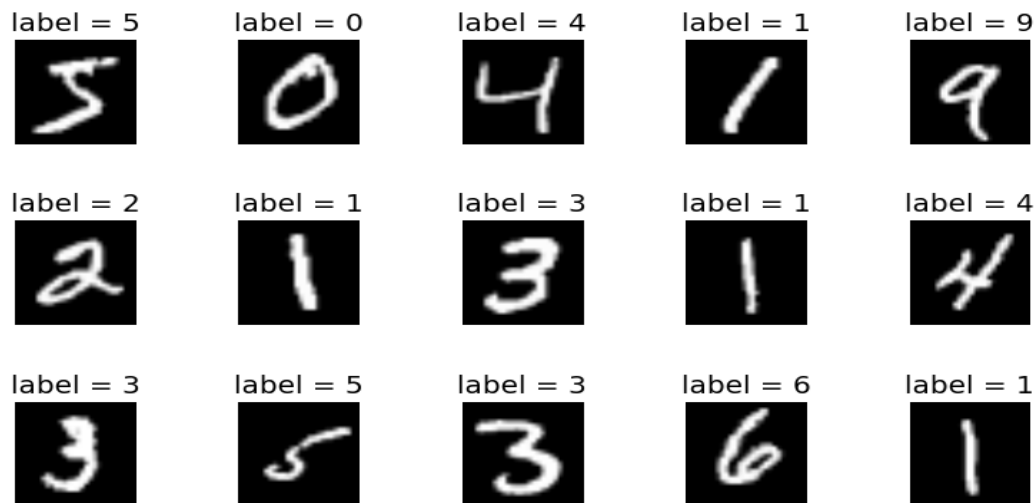 label = 5 label = 0 label = 4 label = 1 label = 9
5 0 4 1 9
label = 2 label = 1 label = 3 label = 1 label = 4
2 1 3 1 4
label = 3 label = 5 label = 3 label = 6 label = 1
3 5 3 6 1